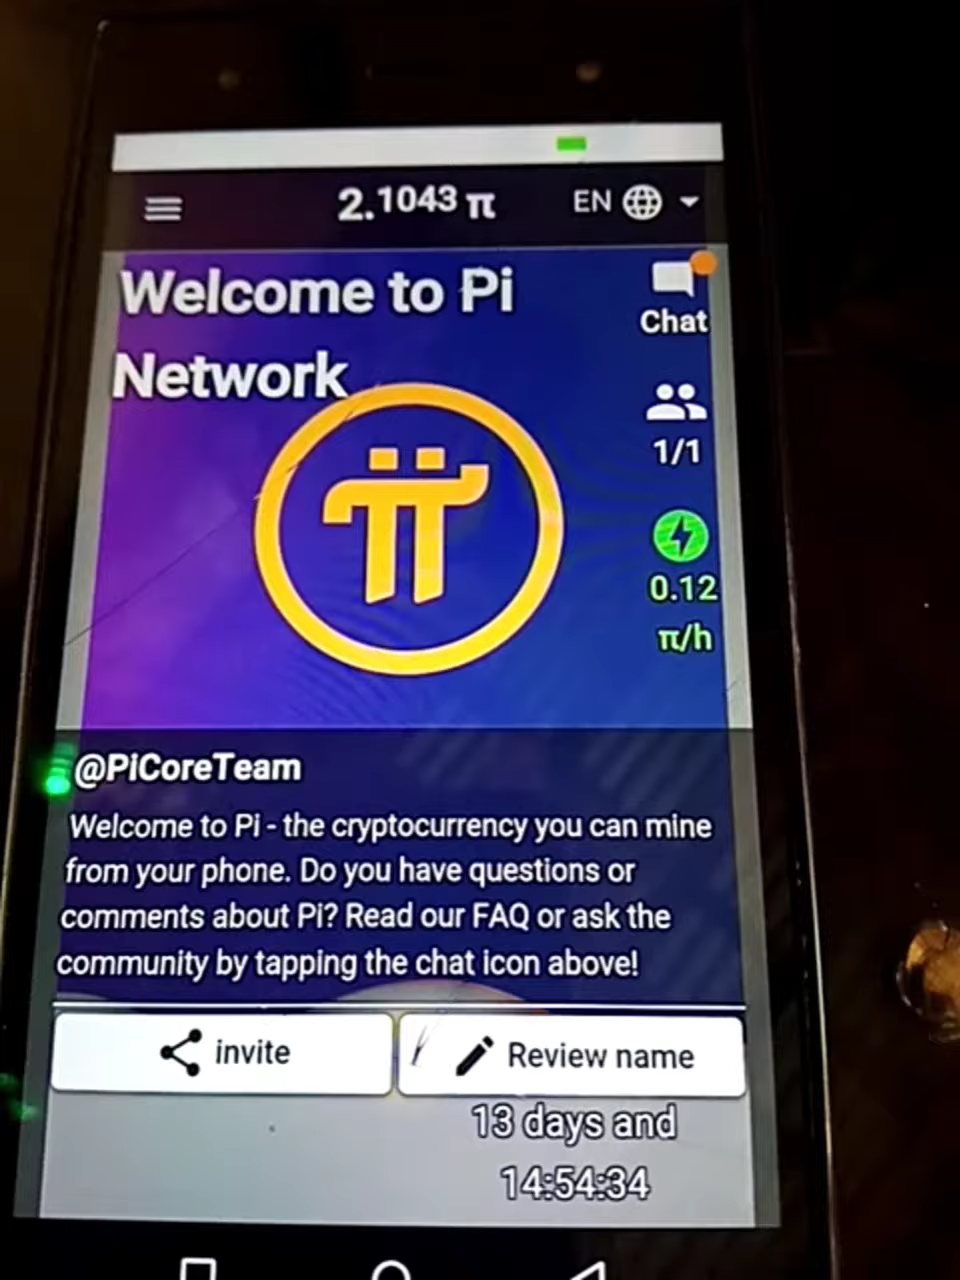 2.1043 π
EN
Welcome to Pi
Network
Chat
1/1
0.12
π/h
@PiCoreTeam
Welcome to Pi - the cryptocurrency you can mine
from your phone. Do you have questions or
comments about Pi? Read our FAQ or ask the
community by tapping the chat icon above!
invite
Review name
13 days and
14:54:34